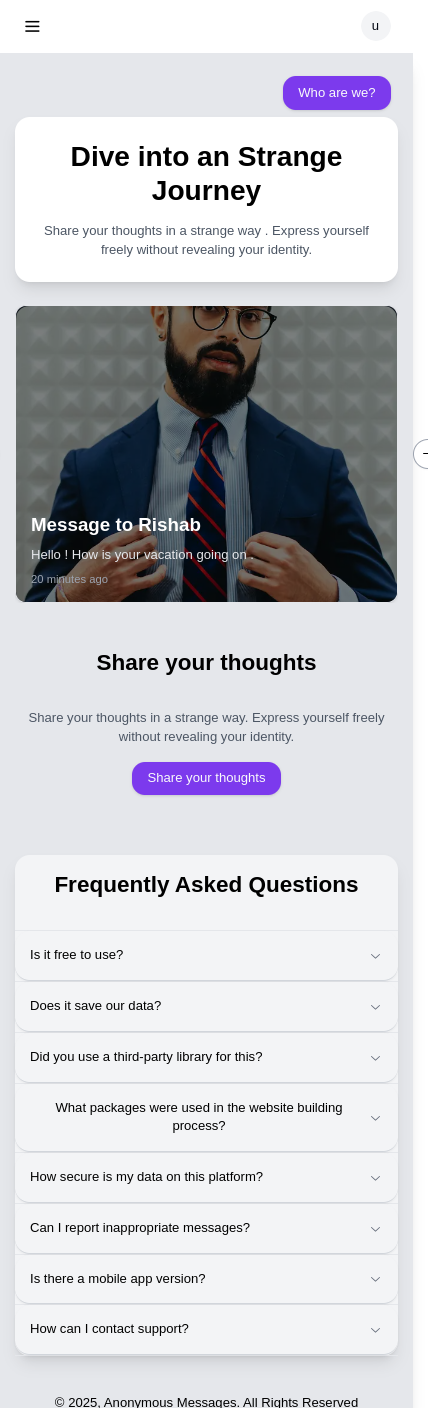 u
Who are we?
Dive into an Strange
Journey
Share your thoughts in a strange way . Express yourself
freely without revealing your identity.
Message to Rishab
Hello ! How is your vacation going on .
20 minutes ago
Share your thoughts
Share your thoughts in a strange way. Express yourself freely
without revealing your identity.
Share your thoughts
Frequently Asked Questions
Is it free to use?
Does it save our data?
Did you use a third-party library for this?
What packages were used in the website building
process?
How secure is my data on this platform?
Can I report inappropriate messages?
Is there a mobile app version?
How can I contact support?
© 2025, Anonymous Messages. All Rights Reserved